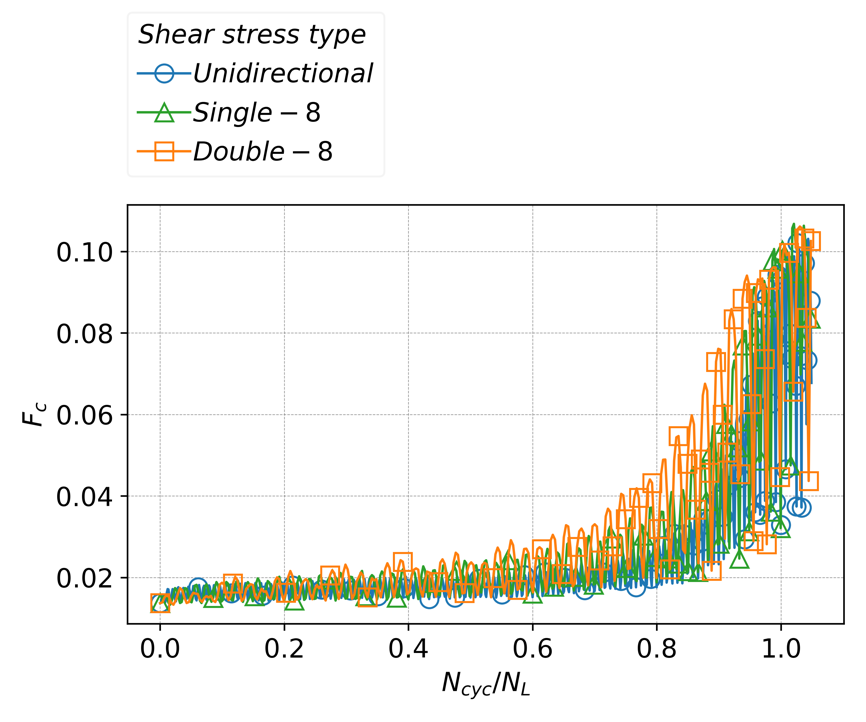 Shear stress type
Unidirectional
Single − 8
Double − 8
0.10
0.08
0.06
0.04
0.02
F_c
0.0 0.2 0.4 0.6 0.8 1.0
N_cyc/N_L